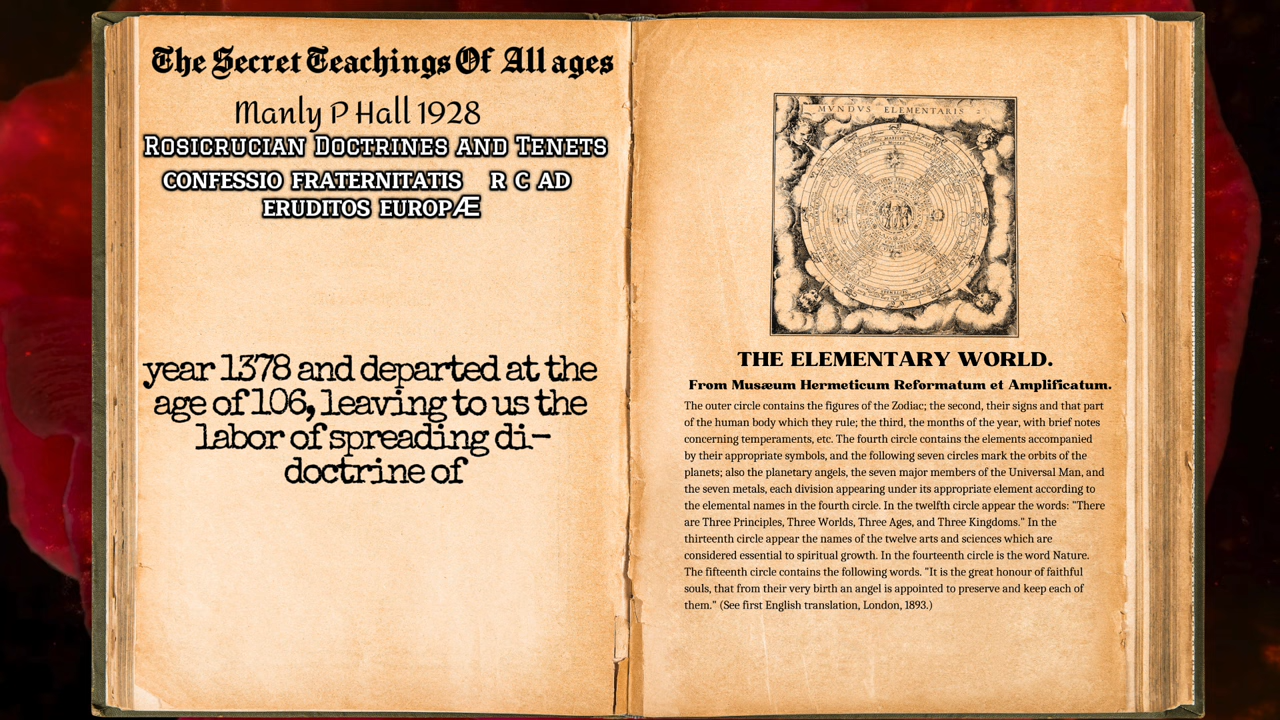 The Secret Teachings Of All ages
Manly P Hall 1928
Rosicrucian Doctrines and Tenets
CONFESSIO FRATERNITATIS R C AD
ERUDITOS EUROPÆ
year 1378 and departed at the
age of 106, leaving to us the
labor of spreading di-
doctrine of
MVNDVS ELEMENTARIS
THE ELEMENTARY WORLD.
From Musæum Hermeticum Reformatum et Amplificatum.
The outer circle contains the figures of the Zodiac; the second, their signs and that part
of the human body which they rule; the third, the months of the year, with brief notes
concerning temperaments, etc. The fourth circle contains the elements accompanied
by their appropriate symbols, and the following seven circles mark the orbits of the
planets; also the planetary angels, the seven major members of the Universal Man, and
the seven metals, each division appearing under its appropriate element according to
the elemental names in the fourth circle. In the twelfth circle appear the words: "There
are Three Principles, Three Worlds, Three Ages, and Three Kingdoms." In the
thirteenth circle appear the names of the twelve arts and sciences which are
considered essential to spiritual growth. In the fourteenth circle is the word Nature.
The fifteenth circle contains the following words. "It is the great honour of faithful
souls, that from their very birth an angel is appointed to preserve and keep each of
them." (See first English translation, London, 1893.)